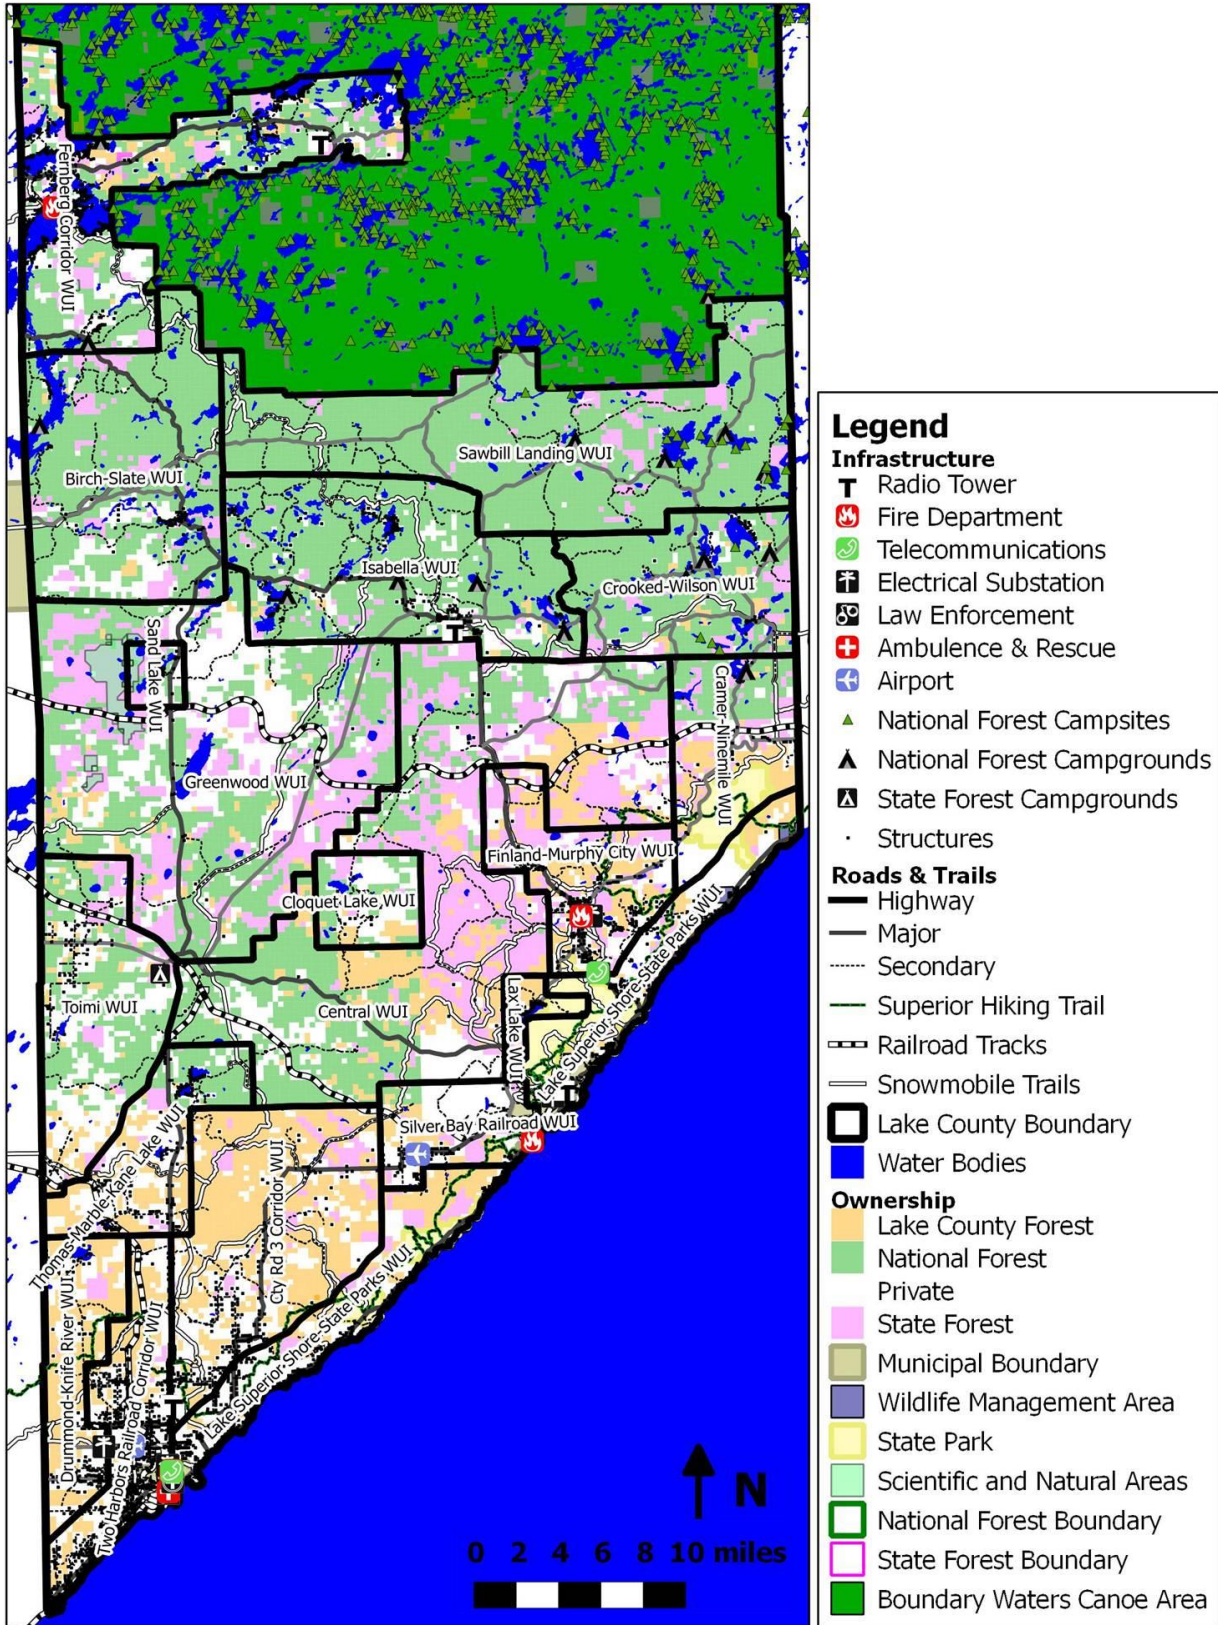 Fernberg Corridor WUI
Sawbill Landing WUI
Birch-Slate WUI
Isabella WUI
Crooked-Wilson WUI
Sand Lake WUI
Cramer-Ninemile WUI
Greenwood WUI
Finland-Murphy City WUI
Cloquet Lake WUI
Lake Superior Shore-State Parks WUI
Toimi WUI
Central WUI
Lax Lake WUI
Silver Bay Railroad WUI
Thomas-Marble-Kane Lake WUI
Cty Rd 3 Corridor WUI
Lake Superior Shore-State Parks WUI
Drummond-Knife River WUI
Two Harbors Railroad Corridor WUI
N
0 2 4 6 8 10 miles
Legend
Infrastructure
Radio Tower
Fire Department
Telecommunications
Electrical Substation
Law Enforcement
Ambulence & Rescue
Airport
National Forest Campsites
National Forest Campgrounds
State Forest Campgrounds
Structures
Roads & Trails
Highway
Major
Secondary
Superior Hiking Trail
Railroad Tracks
Snowmobile Trails
Lake County Boundary
Water Bodies
Ownership
Lake County Forest
National Forest
Private
State Forest
Municipal Boundary
Wildlife Management Area
State Park
Scientific and Natural Areas
National Forest Boundary
State Forest Boundary
Boundary Waters Canoe Area